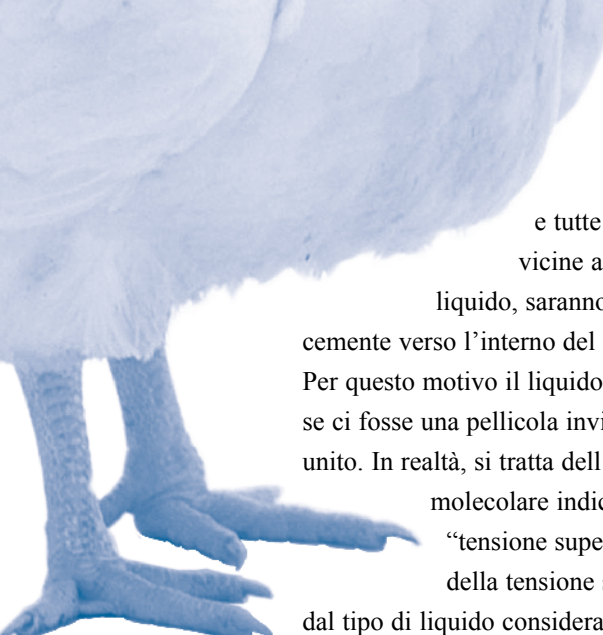 e tutte
vicine a
liquido, saranno
cemente verso l’interno del
Per questo motivo il liquido
se ci fosse una pellicola invi
unito. In realtà, si tratta dell
molecolare indic
“tensione supe
della tensione s
dal tipo di liquido considera